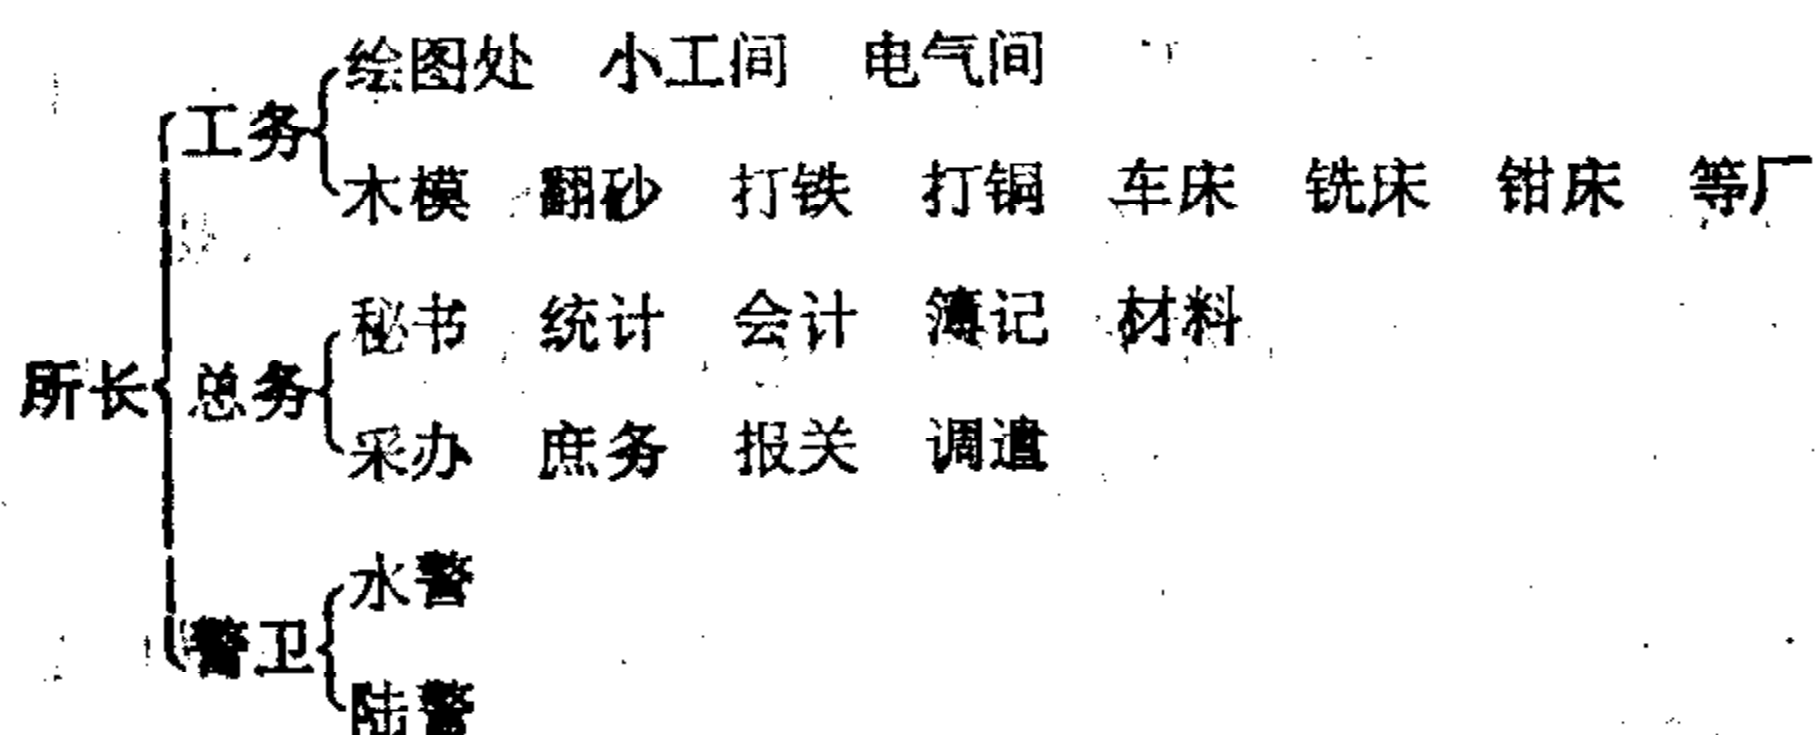 绘图处 小工间 电气间
工务
木模 翻砂 打铁 打铜 车床 铣床 钳床 等厂
秘书 统计 会计 簿记 材料
所长 总务
采办 庶务 报关 调遣
水警
警卫
陆警